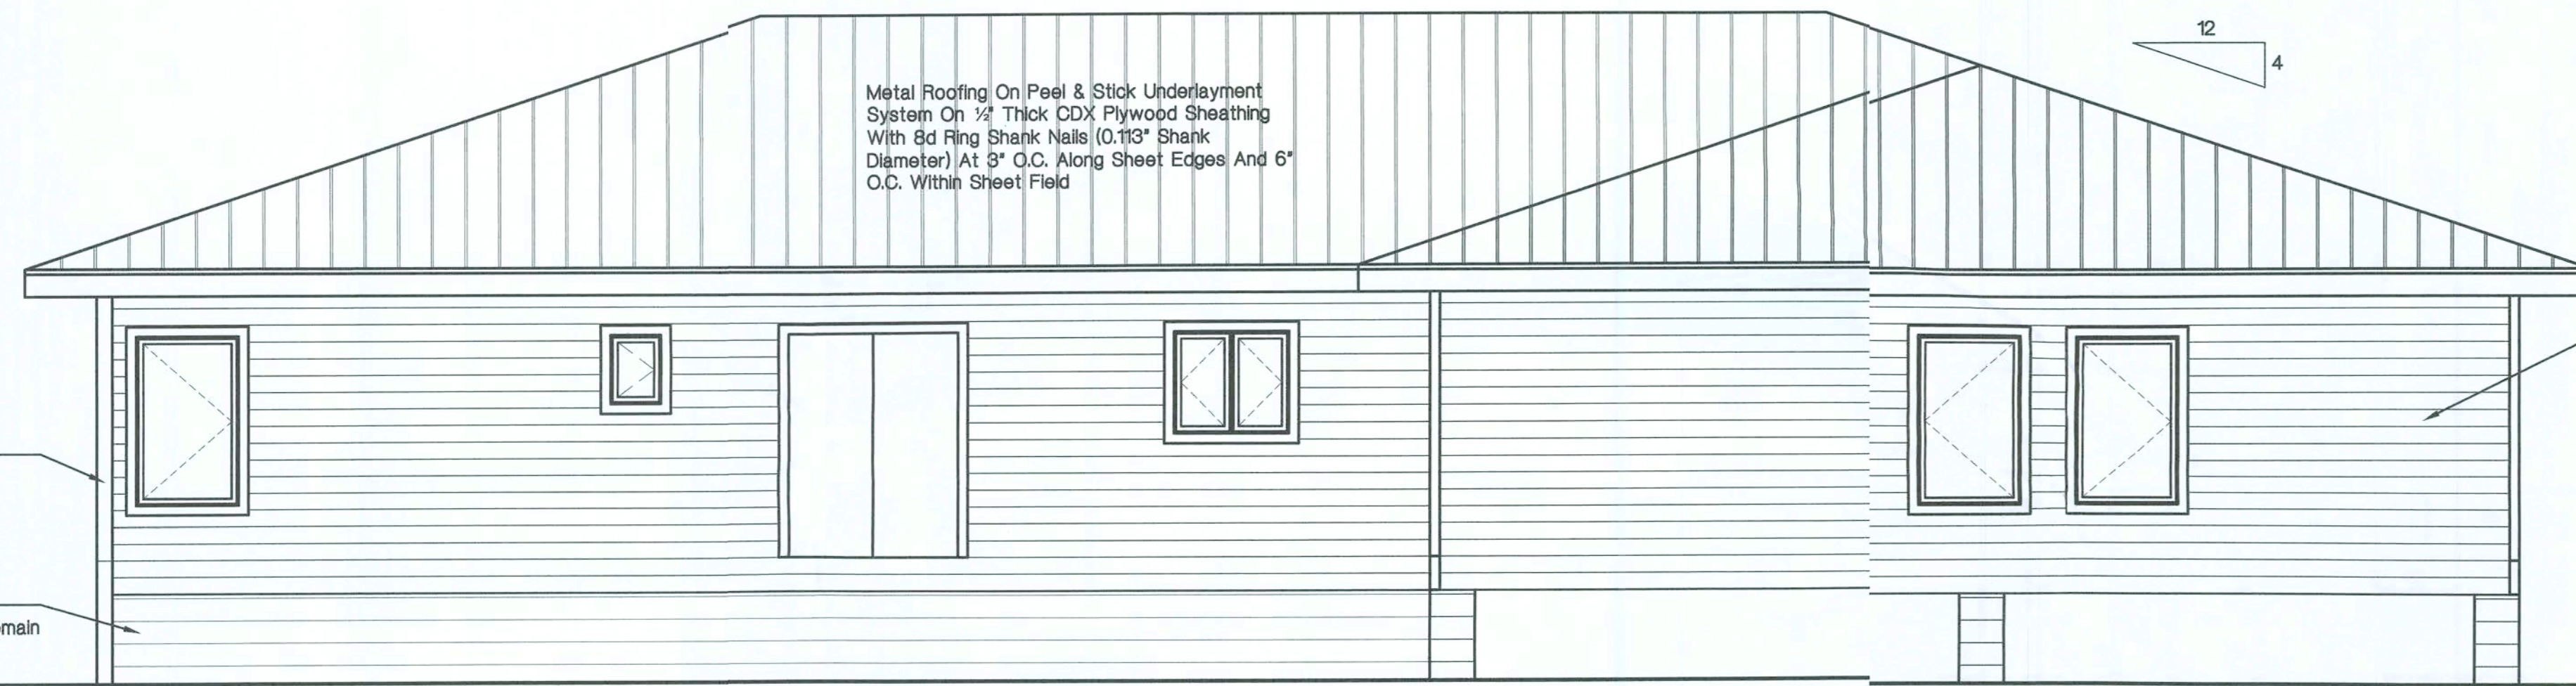 12
4
Metal Roofing On Peel & Stick Underlayment
System On ½" Thick CDX Plywood Sheathing
With 8d Ring Shank Nails (0.113" Shank
Diameter) At 3" O.C. Along Sheet Edges And 6"
O.C. Within Sheet Field
main